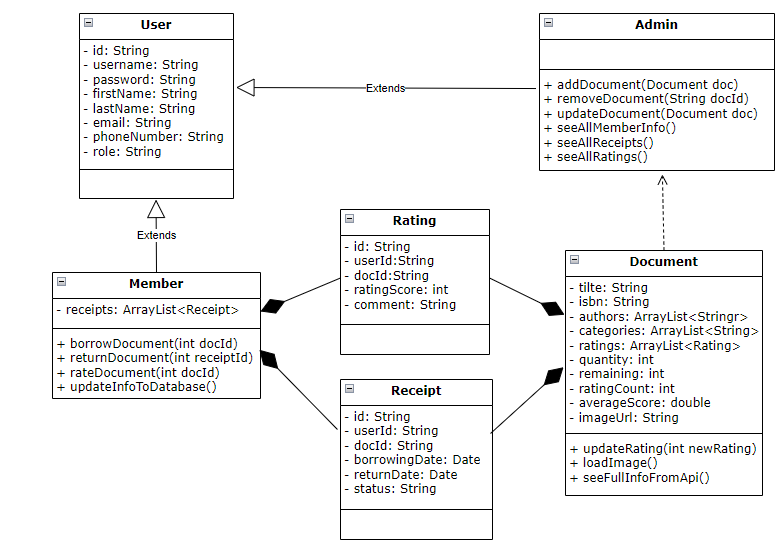 User
- id: String
- username: String
- password: String
- firstName: String
- lastName: String
- email: String
- phoneNumber: String
- role: String
Extends
Admin
+ addDocument(Document doc)
+ removeDocument(String docId)
+ updateDocument(Document doc)
+ seeAllMemberInfo()
+ seeAllReceipts()
+ seeAllRatings()
Extends
Member
- receipts: ArrayList<Receipt>
+ borrowDocument(int docId)
+ returnDocument(int receiptId)
+ rateDocument(int docId)
+ updateInfoToDatabase()
Rating
- id: String
- userId:String
- docId:String
- ratingScore: int
- comment: String
Receipt
- id: String
- userId: String
- docId: String
- borrowingDate: Date
- returnDate: Date
- status: String
Document
- tilte: String
- isbn: String
- authors: ArrayList<Stringr>
- categories: ArrayList<String>
- ratings: ArrayList<Rating>
- quantity: int
- remaining: int
- ratingCount: int
- averageScore: double
- imageUrl: String
+ updateRating(int newRating)
+ loadImage()
+ seeFullInfoFromApi()